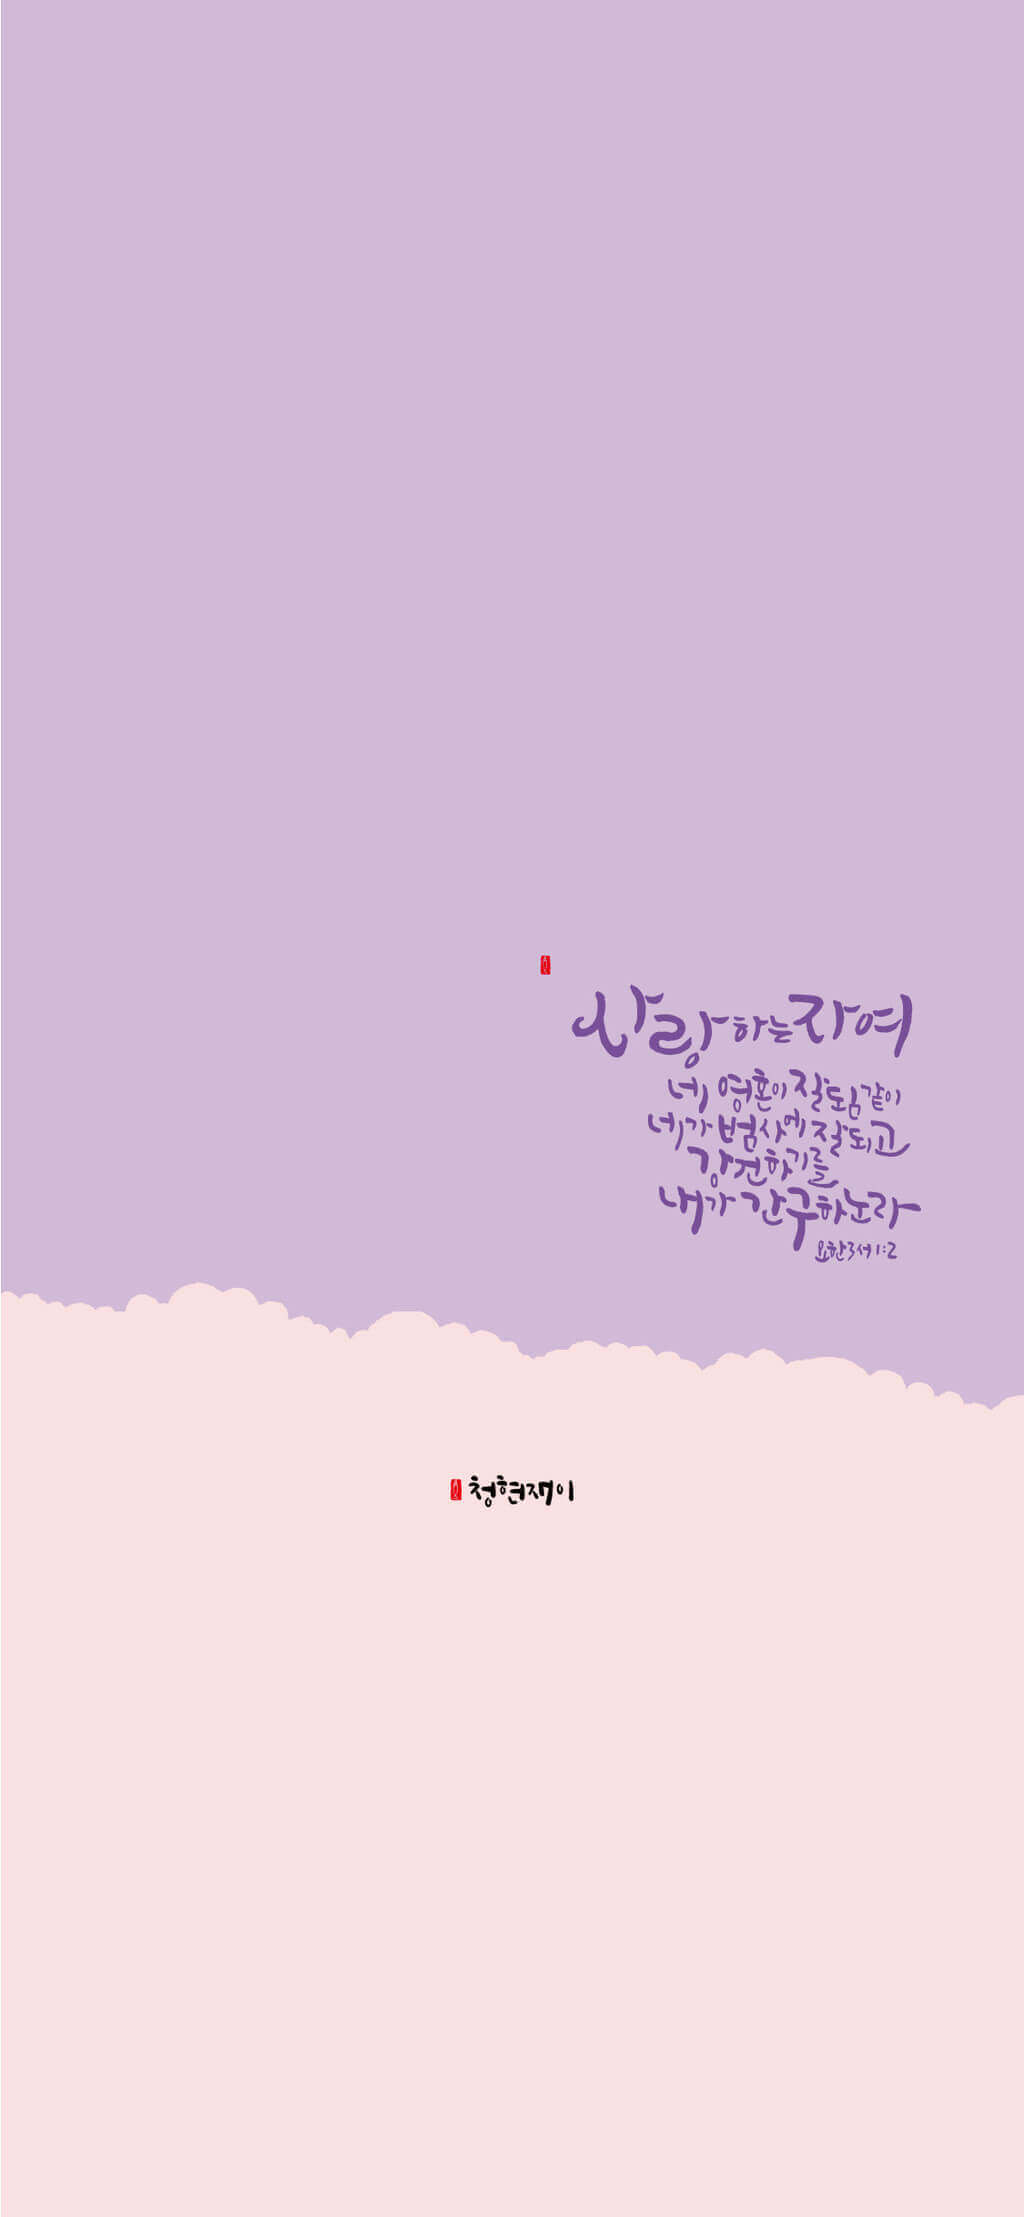 사랑하는 자여
네 영혼이 잘됨 같이
네가 범사에 잘되고
강건하기를
내가 간구하노라
요한3서 1:2
청현재이